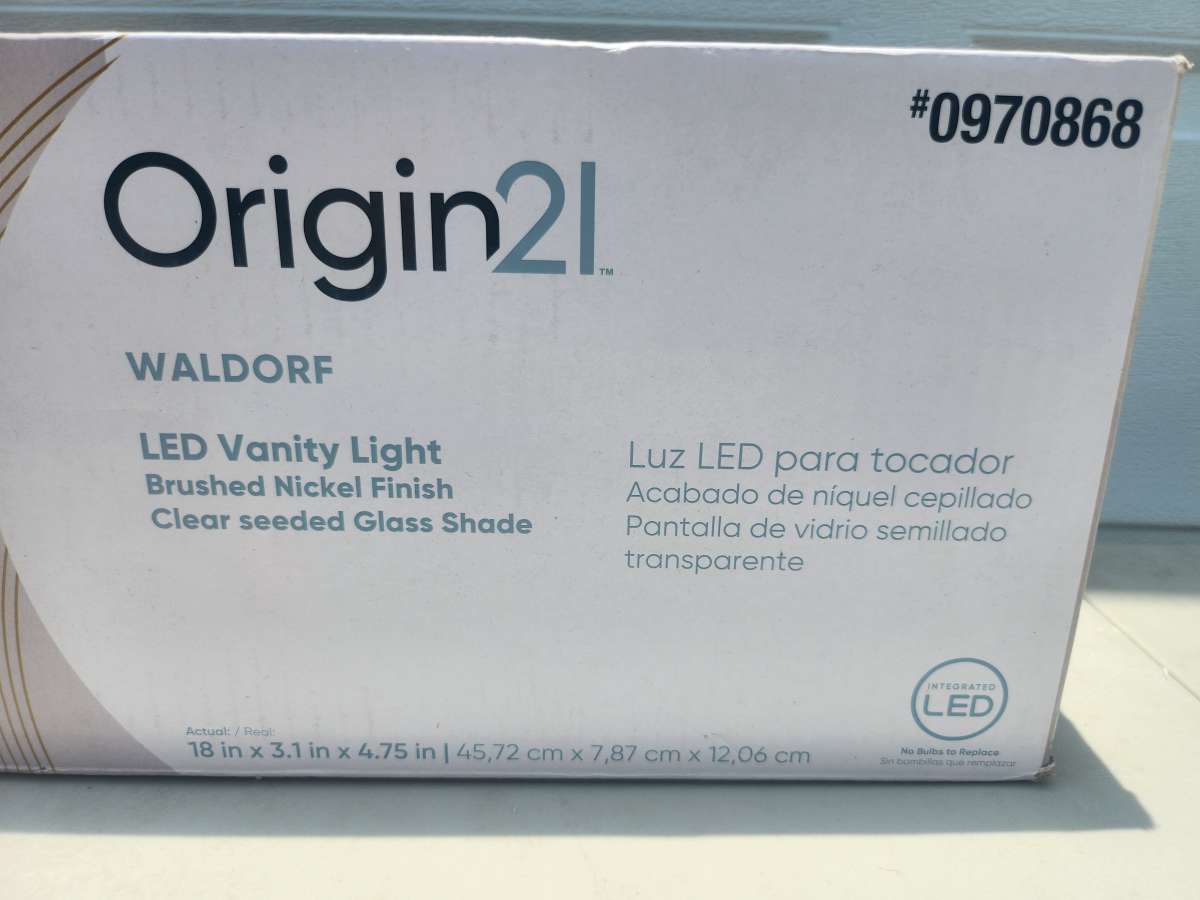 #0970868
Origin21™
WALDORF
LED Vanity Light
Brushed Nickel Finish
Clear seeded Glass Shade
Luz LED para tocador
Acabado de níquel cepillado
Pantalla de vidrio semillado
transparente
INTEGRATED
LED
No Bulbs to Replace
Sin bombillas que remplazar
Actual: / Real:
18 in x 3.1 in x 4.75 in | 45,72 cm x 7,87 cm x 12,06 cm